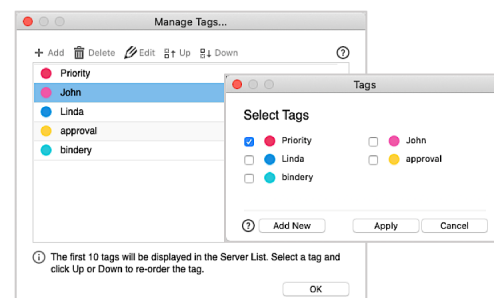 Manage Tags...
+ Add Delete Edit Up Down ?
Priority
John
Linda
approval
bindery
The first 10 tags will be displayed in the Server List. Select a tag and
click Up or Down to re-order the tag.
OK
Tags
Select Tags
Priority John
Linda approval
bindery
? Add New Apply Cancel